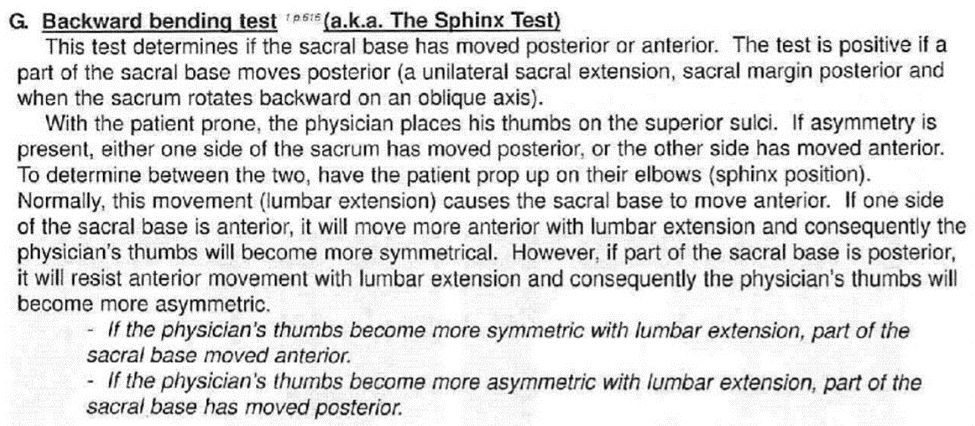 G. Backward bending test 1 p.615 (a.k.a. The Sphinx Test)
This test determines if the sacral base has moved posterior or anterior. The test is positive if a
part of the sacral base moves posterior (a unilateral sacral extension, sacral margin posterior and
when the sacrum rotates backward on an oblique axis).
With the patient prone, the physician places his thumbs on the superior sulci. If asymmetry is
present, either one side of the sacrum has moved posterior, or the other side has moved anterior.
To determine between the two, have the patient prop up on their elbows (sphinx position).
Normally, this movement (lumbar extension) causes the sacral base to move anterior. If one side
of the sacral base is anterior, it will move more anterior with lumbar extension and consequently the
physician's thumbs will become more symmetrical. However, if part of the sacral base is posterior,
it will resist anterior movement with lumbar extension and consequently the physician's thumbs will
become more asymmetric.
- If the physician's thumbs become more symmetric with lumbar extension, part of the
sacral base moved anterior.
- If the physician's thumbs become more asymmetric with lumbar extension, part of the
sacral base has moved posterior.